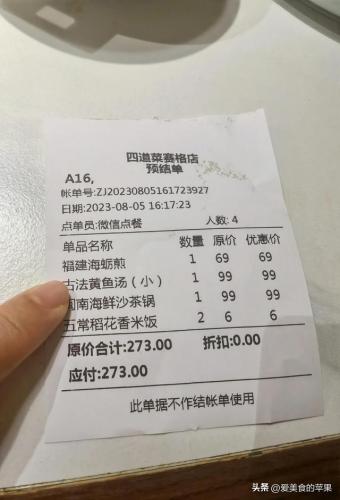 四道菜赛格店
预结单
A16,
帐单号:ZJ20230805161723927
日期:2023-08-05 16:17:23
点单员:微信点餐 人数: 4
单品名称 数量 原价 优惠价
福建海蛎煎 1 69 69
古法黄鱼汤（小） 1 99 99
闽南海鲜沙茶锅 1 99 99
五常稻花香米饭 2 6 6
原价合计:273.00 折扣:0.00
应付:273.00
此单据不作结帐单使用
头条 @爱美食的苹果